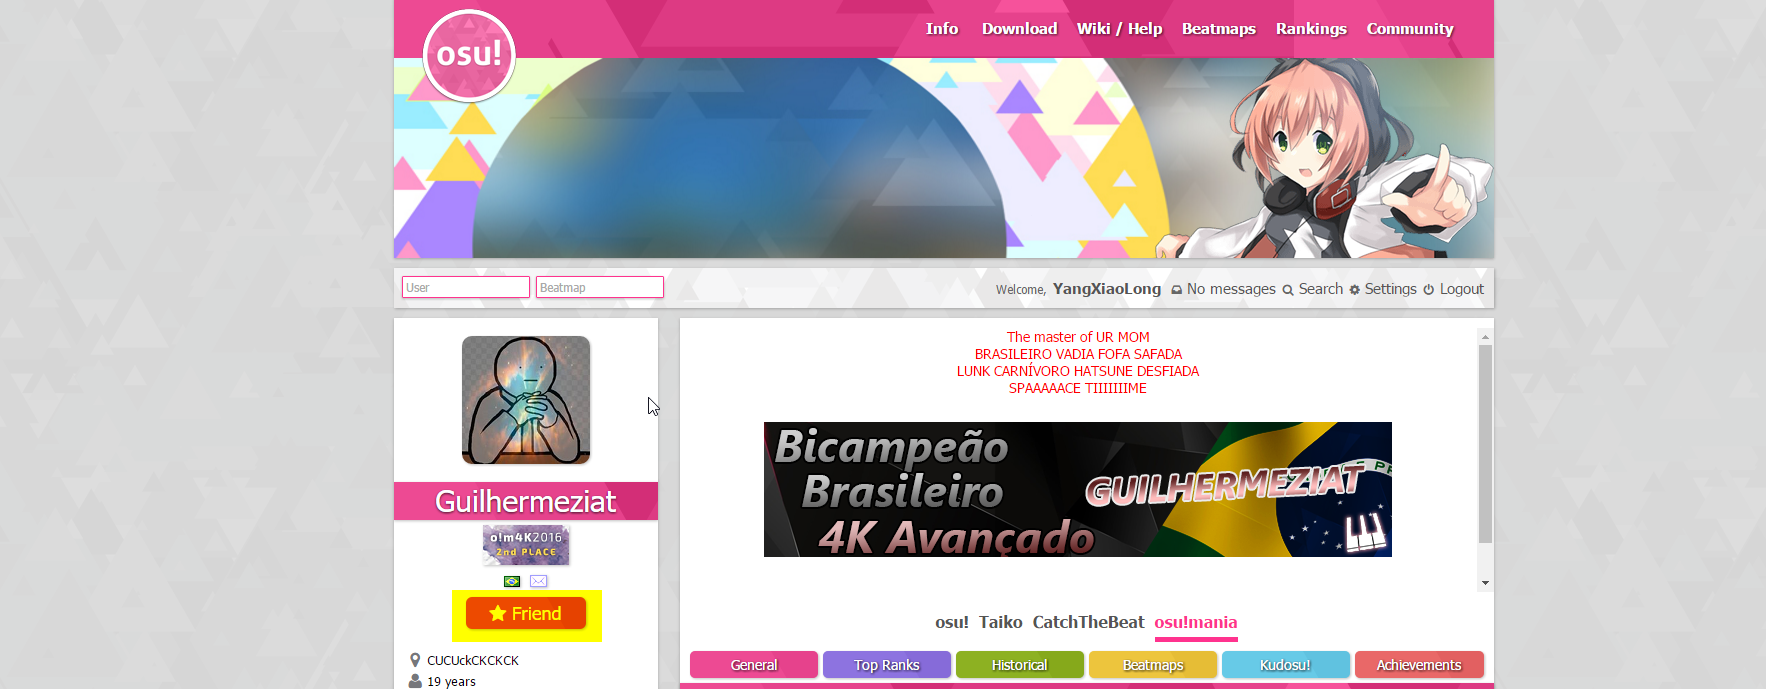 osu!
Info Download Wiki / Help Beatmaps Rankings Community
User Beatmap
Welcome, YangXiaoLong No messages Search Settings Logout
Guilhermeziat
o!m4K2016
2nd PLACE
Friend
CUCUckCKCKCK
19 years
The master of UR MOM
BRASILEIRO VADIA FOFA SAFADA
LUNK CARNÍVORO HATSUNE DESFIADA
SPAAAAACE TIIIIIIIME
Bicampeão
Brasileiro
4K Avançado
GUILHERMEZIAT
osu! Taiko CatchTheBeat osu!mania
General Top Ranks Historical Beatmaps Kudosu! Achievements